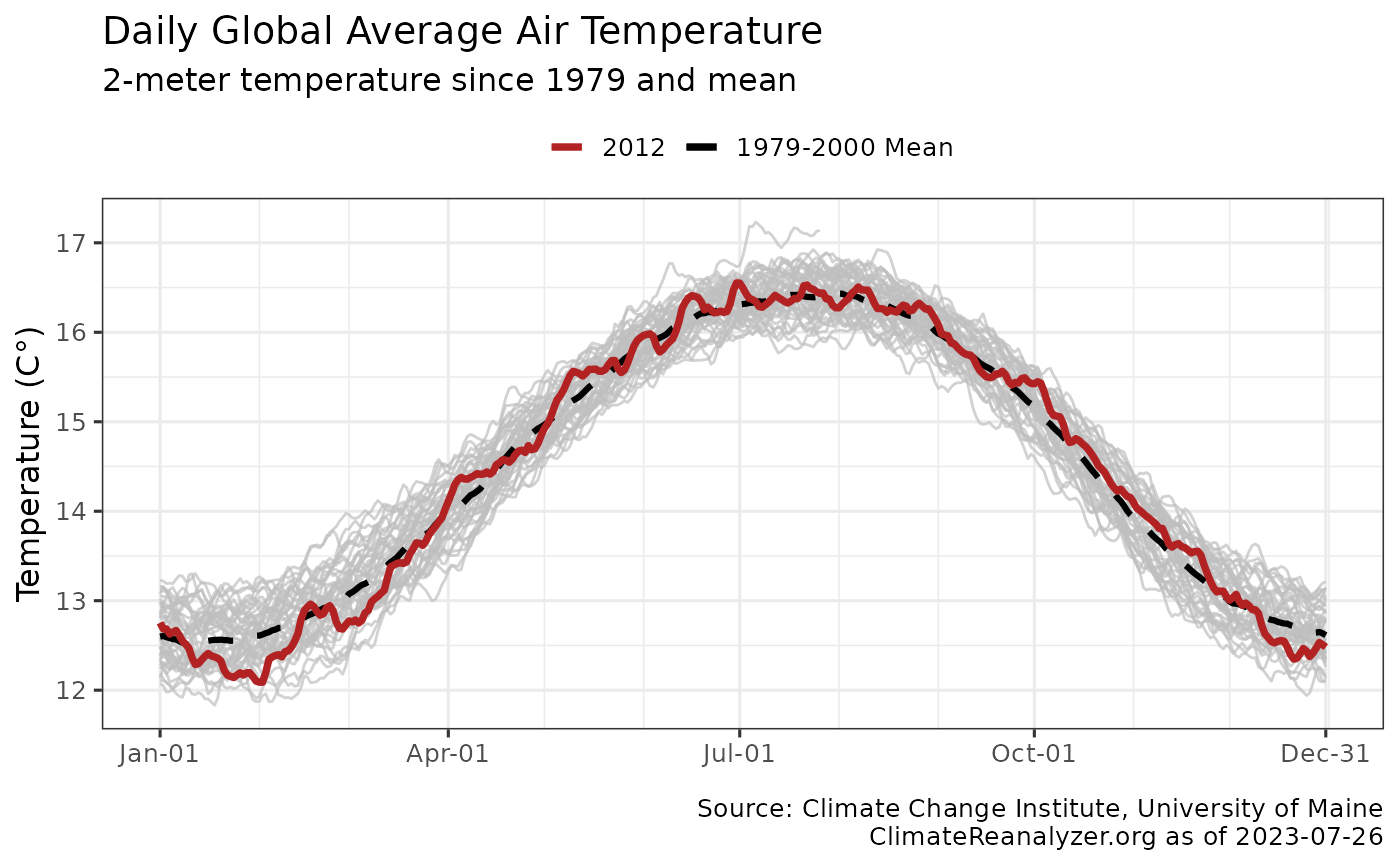 Daily Global Average Air Temperature
2-meter temperature since 1979 and mean
2012 1979-2000 Mean
Temperature (C°)
17
16
15
14
13
12
Jan-01 Apr-01 Jul-01 Oct-01 Dec-31
Source: Climate Change Institute, University of Maine
ClimateReanalyzer.org as of 2023-07-26